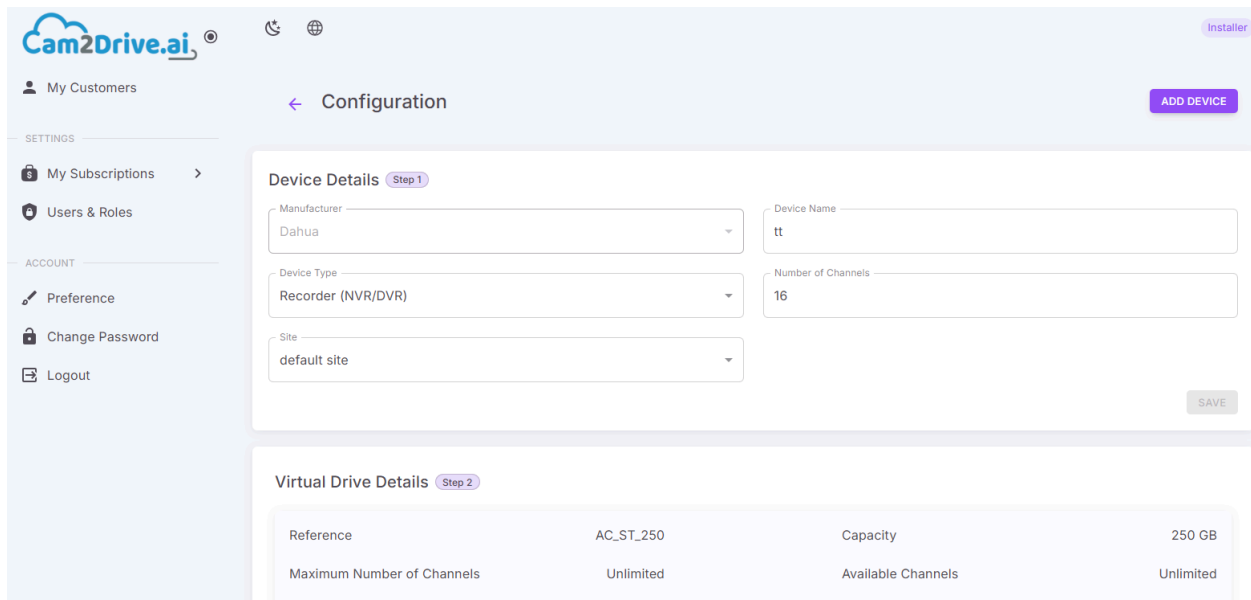 Cam2Drive.ai
Installer
My Customers
Configuration
ADD DEVICE
SETTINGS
My Subscriptions
Users & Roles
ACCOUNT
Preference
Change Password
Logout
Device Details Step 1
Manufacturer
Dahua
Device Name
tt
Device Type
Recorder (NVR/DVR)
Number of Channels
16
Site
default site
SAVE
Virtual Drive Details Step 2
Reference AC_ST_250 Capacity 250 GB
Maximum Number of Channels Unlimited Available Channels Unlimited